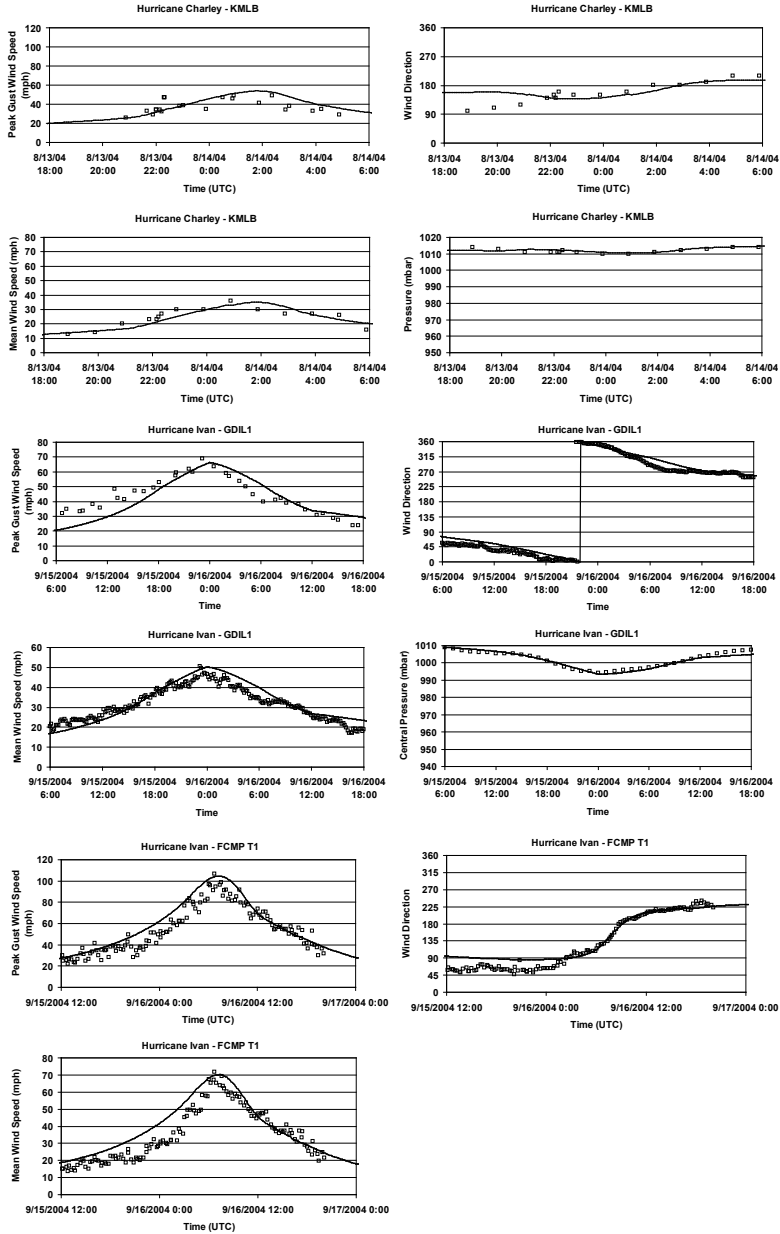 Hurricane Charley - KMLB
Peak Gust Wind Speed
(mph)
120
100
80
60
40
20
0
8/13/04 8/13/04 8/13/04 8/14/04 8/14/04 8/14/04 8/14/04
18:00 20:00 22:00 0:00 2:00 4:00 6:00
Time (UTC)
Hurricane Charley - KMLB
Wind Direction
360
270
180
90
0
8/13/04 8/13/04 8/13/04 8/14/04 8/14/04 8/14/04 8/14/04
18:00 20:00 22:00 0:00 2:00 4:00 6:00
Time (UTC)
Hurricane Charley - KMLB
Mean Wind Speed (mph)
80
70
60
50
40
30
20
10
0
8/13/04 8/13/04 8/13/04 8/14/04 8/14/04 8/14/04 8/14/04
18:00 20:00 22:00 0:00 2:00 4:00 6:00
Time (UTC)
Hurricane Charley - KMLB
Pressure (mbar)
1020
1010
1000
990
980
970
960
950
8/13/04 8/13/04 8/13/04 8/14/04 8/14/04 8/14/04 8/14/04
18:00 20:00 22:00 0:00 2:00 4:00 6:00
Time (UTC)
Hurricane Ivan - GDIL1
Peak Gust Wind Speed
(mph)
80
70
60
50
40
30
20
10
0
9/15/2004 9/15/2004 9/15/2004 9/16/2004 9/16/2004 9/16/2004 9/16/2004
6:00 12:00 18:00 0:00 6:00 12:00 18:00
Time
Hurricane Ivan - GDIL1
Wind Direction
360
315
270
225
180
135
90
45
0
9/15/2004 9/15/2004 9/15/2004 9/16/2004 9/16/2004 9/16/2004 9/16/2004
6:00 12:00 18:00 0:00 6:00 12:00 18:00
Time
Hurricane Ivan - GDIL1
Mean Wind Speed (mph)
60
50
40
30
20
10
0
9/15/2004 9/15/2004 9/15/2004 9/16/2004 9/16/2004 9/16/2004 9/16/2004
6:00 12:00 18:00 0:00 6:00 12:00 18:00
Time
Hurricane Ivan - GDIL1
Central Pressure (mbar)
1010
1000
990
980
970
960
950
940
9/15/2004 9/15/2004 9/15/2004 9/16/2004 9/16/2004 9/16/2004 9/16/2004
6:00 12:00 18:00 0:00 6:00 12:00 18:00
Time
Hurricane Ivan - FCMP T1
Peak Gust Wind Speed
(mph)
120
100
80
60
40
20
0
9/15/2004 12:00 9/16/2004 0:00 9/16/2004 12:00 9/17/2004 0:00
Time (UTC)
Hurricane Ivan - FCMP T1
Wind Direction
360
315
270
225
180
135
90
45
0
9/15/2004 12:00 9/16/2004 0:00 9/16/2004 12:00 9/17/2004 0:00
Time (UTC)
Hurricane Ivan - FCMP T1
Mean Wind Speed (mph)
80
70
60
50
40
30
20
10
0
9/15/2004 12:00 9/16/2004 0:00 9/16/2004 12:00 9/17/2004 0:00
Time (UTC)